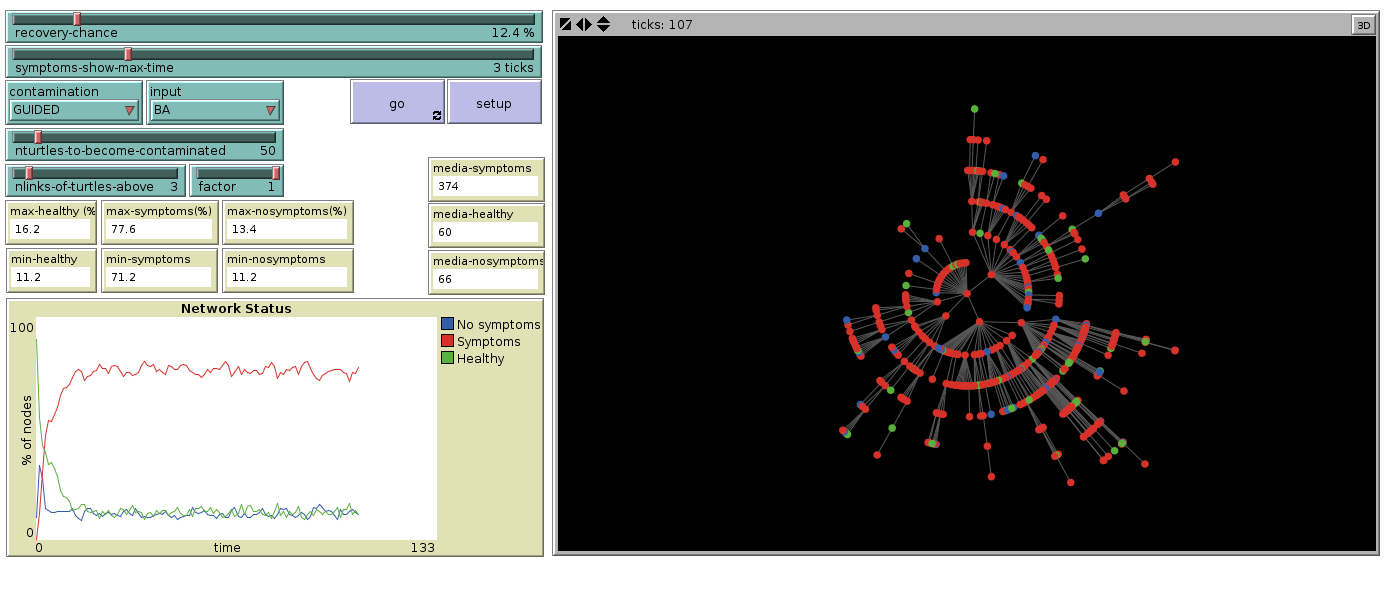 recovery-chance 12.4 %
symptoms-show-max-time 3 ticks
contamination
GUIDED
input
BA
go
setup
nturtles-to-become-contaminated 50
nlinks-of-turtles-above 3
factor 1
max-healthy (%
16.2
max-symptoms(%)
77.6
max-nosymptoms(%)
13.4
min-healthy
11.2
min-symptoms
71.2
min-nosymptoms
11.2
media-symptoms
374
media-healthy
60
media-nosymptoms
66
Network Status
100
% of nodes
0
0 time 133
No symptoms
Symptoms
Healthy
ticks: 107
3D